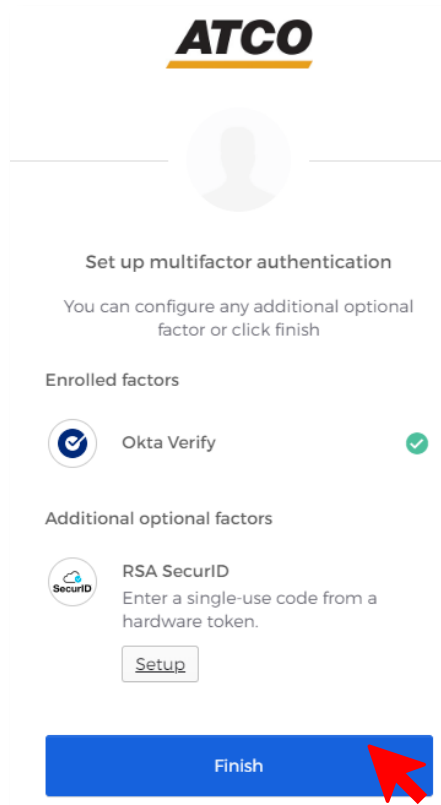 ATCO
Set up multifactor authentication
You can configure any additional optional
factor or click finish
Enrolled factors
Okta Verify
Additional optional factors
SecurID
RSA SecurID
Enter a single-use code from a
hardware token.
Setup
Finish